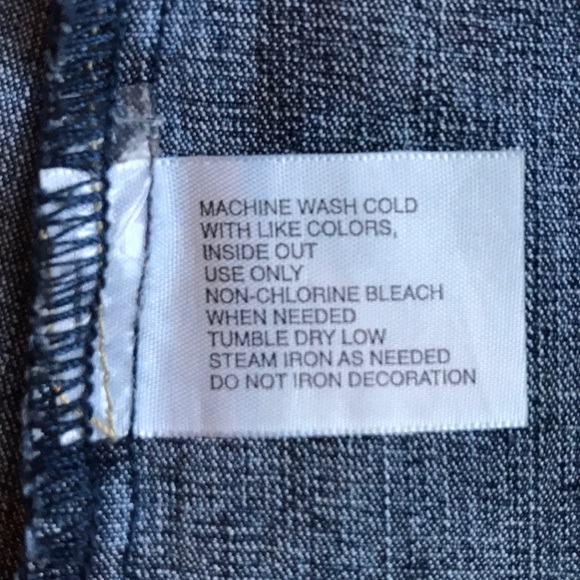 MACHINE WASH COLD
WITH LIKE COLORS,
INSIDE OUT
USE ONLY
NON-CHLORINE BLEACH
WHEN NEEDED
TUMBLE DRY LOW
STEAM IRON AS NEEDED
DO NOT IRON DECORATION